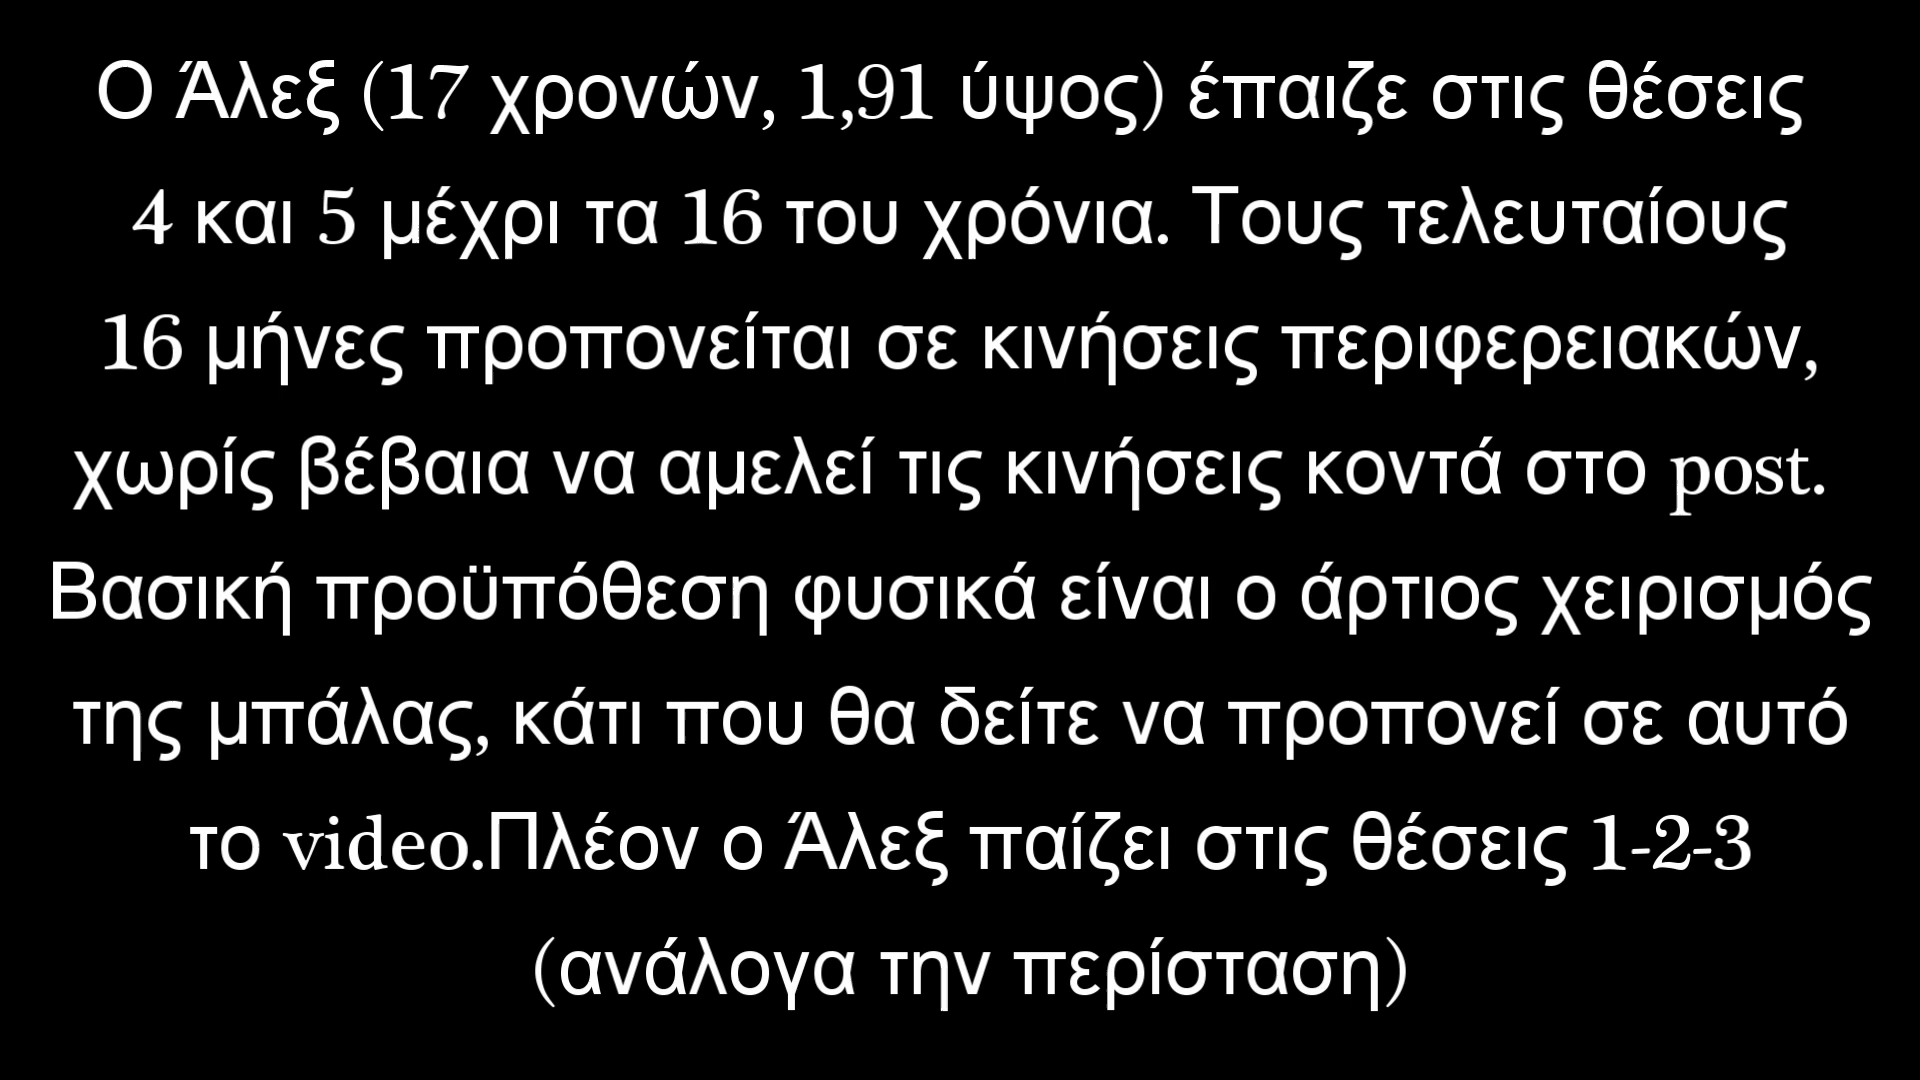 Ο Άλεξ (17 χρονών, 1,91 ύψος) έπαιζε στις θέσεις
4 και 5 μέχρι τα 16 του χρόνια. Τους τελευταίους
16 μήνες προπονείται σε κινήσεις περιφερειακών,
χωρίς βέβαια να αμελεί τις κινήσεις κοντά στο post.
Βασική προϋπόθεση φυσικά είναι ο άρτιος χειρισμός
της μπάλας, κάτι που θα δείτε να προπονεί σε αυτό
το video.Πλέον ο Άλεξ παίζει στις θέσεις 1-2-3
(ανάλογα την περίσταση)